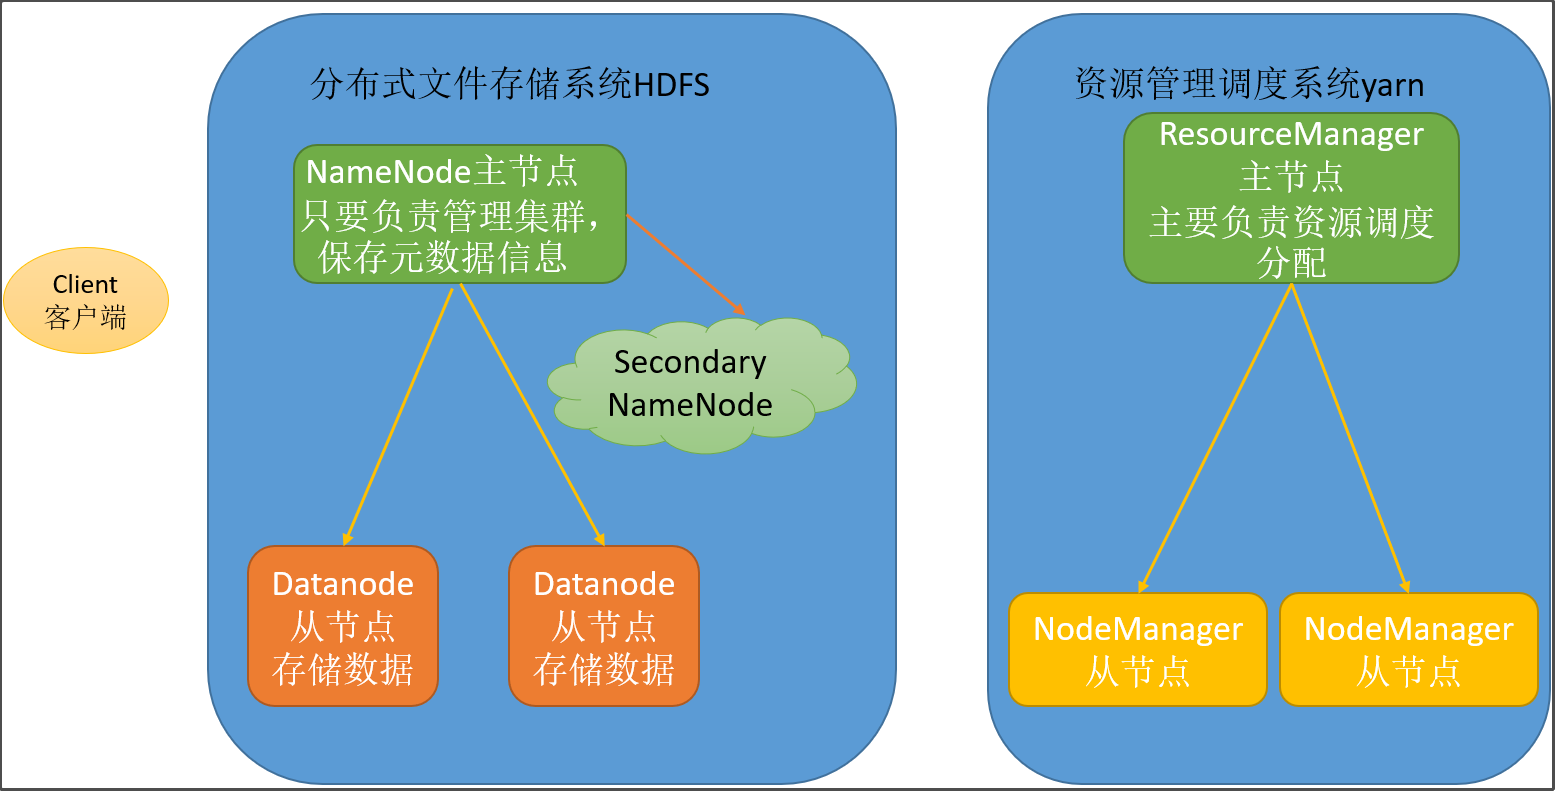 分布式文件存储系统HDFS
NameNode主节点
只要负责管理集群，
保存元数据信息
Client
客户端
Secondary
NameNode
Datanode
从节点
存储数据
Datanode
从节点
存储数据
资源管理调度系统yarn
ResourceManager
主节点
主要负责资源调度
分配
NodeManager
从节点
NodeManager
从节点